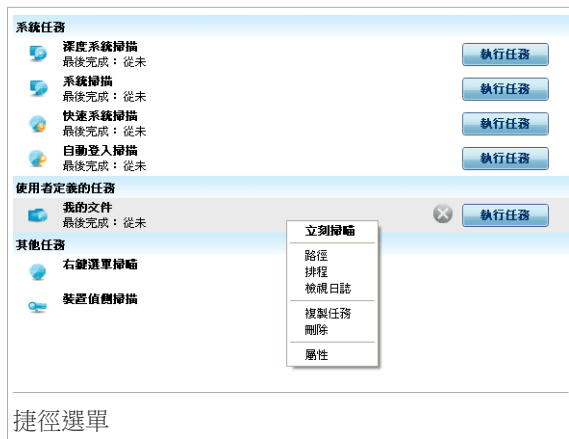 系統任務
深度系統掃描
最後完成：從未
執行任務
系統掃描
最後完成：從未
執行任務
快速系統掃描
最後完成：從未
執行任務
自動登入掃描
最後完成：從未
執行任務
使用者定義的任務
我的文件
最後完成：從未
執行任務
其他任務
右鍵選單掃瞄
裝置偵測掃描
立刻掃瞄
路徑
排程
檢視日誌
複製任務
刪除
屬性
捷徑選單